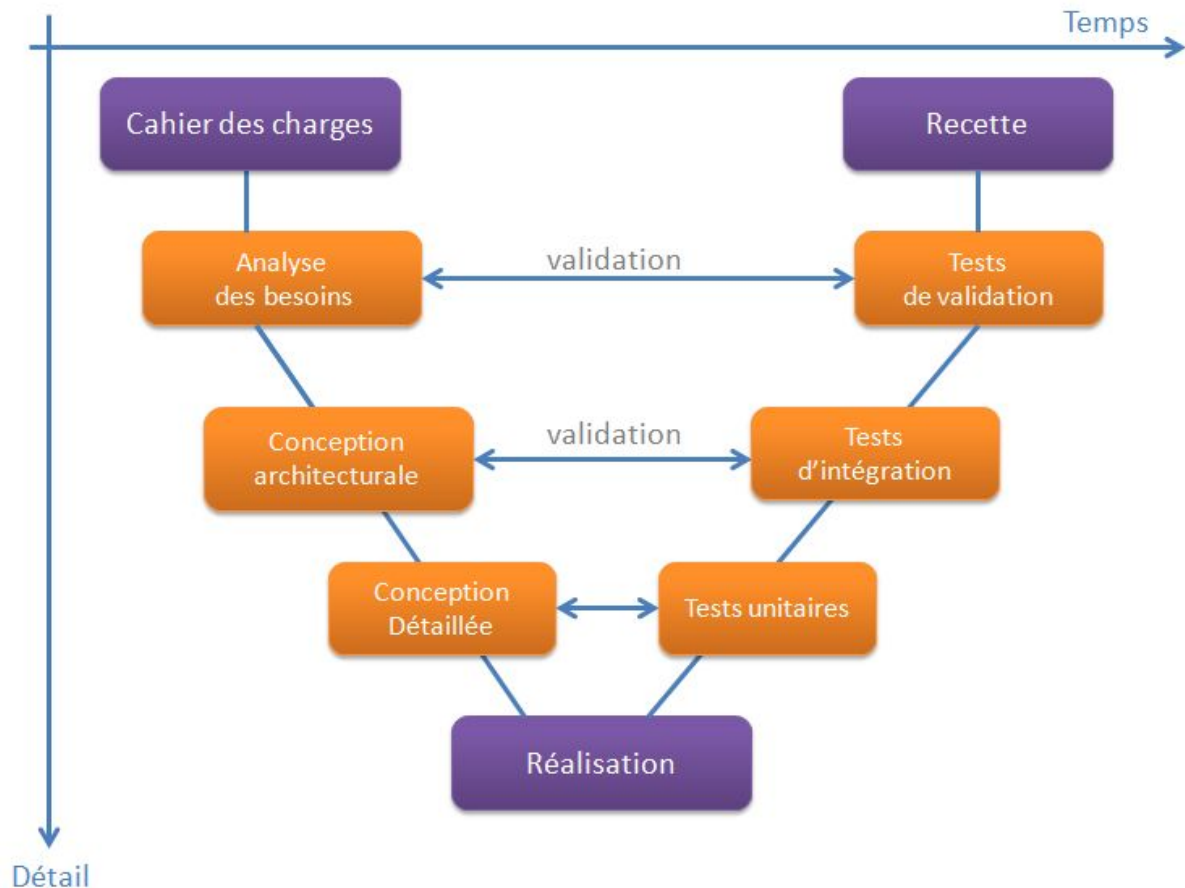 Temps
Cahier des charges
Recette
Analyse
des besoins
validation
Tests
de validation
Conception
architecturale
validation
Tests
d’intégration
Conception
Détaillée
Tests unitaires
Réalisation
Détail